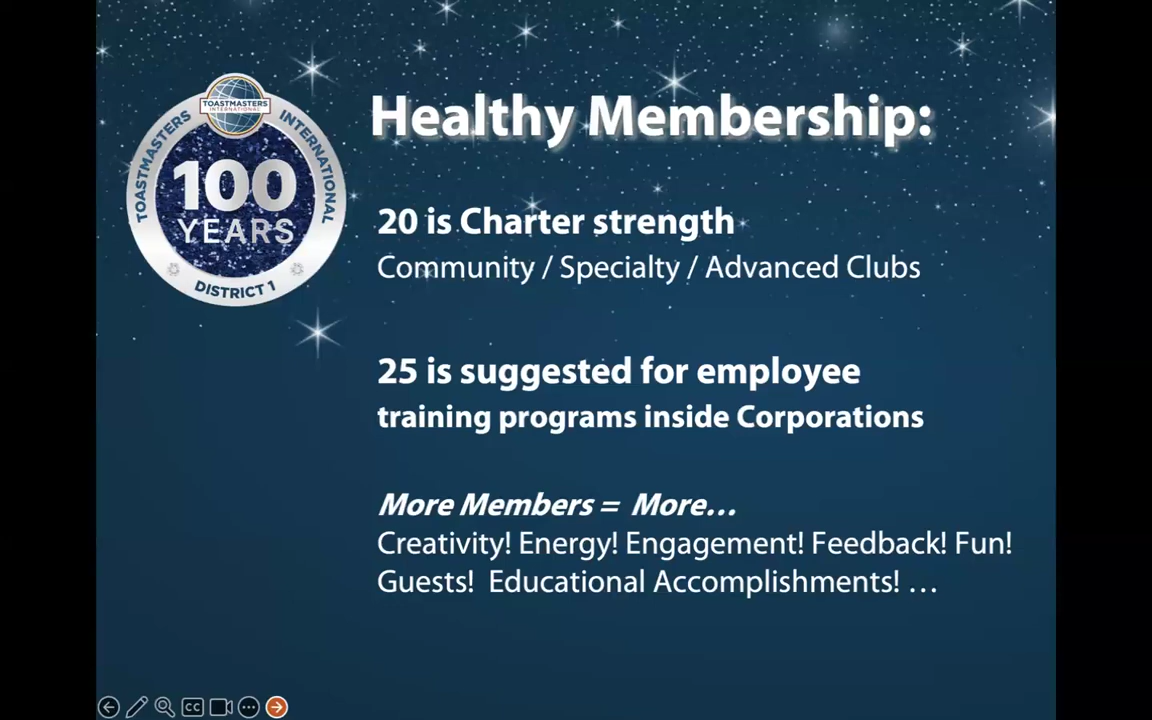 TOASTMASTERS
INTERNATIONAL
TOASTMASTERS INTERNATIONAL
100
YEARS
DISTRICT 1
Healthy Membership:
20 is Charter strength
Community / Specialty / Advanced Clubs
25 is suggested for employee
training programs inside Corporations
More Members = More...
Creativity! Energy! Engagement! Feedback! Fun!
Guests! Educational Accomplishments! ...
CC